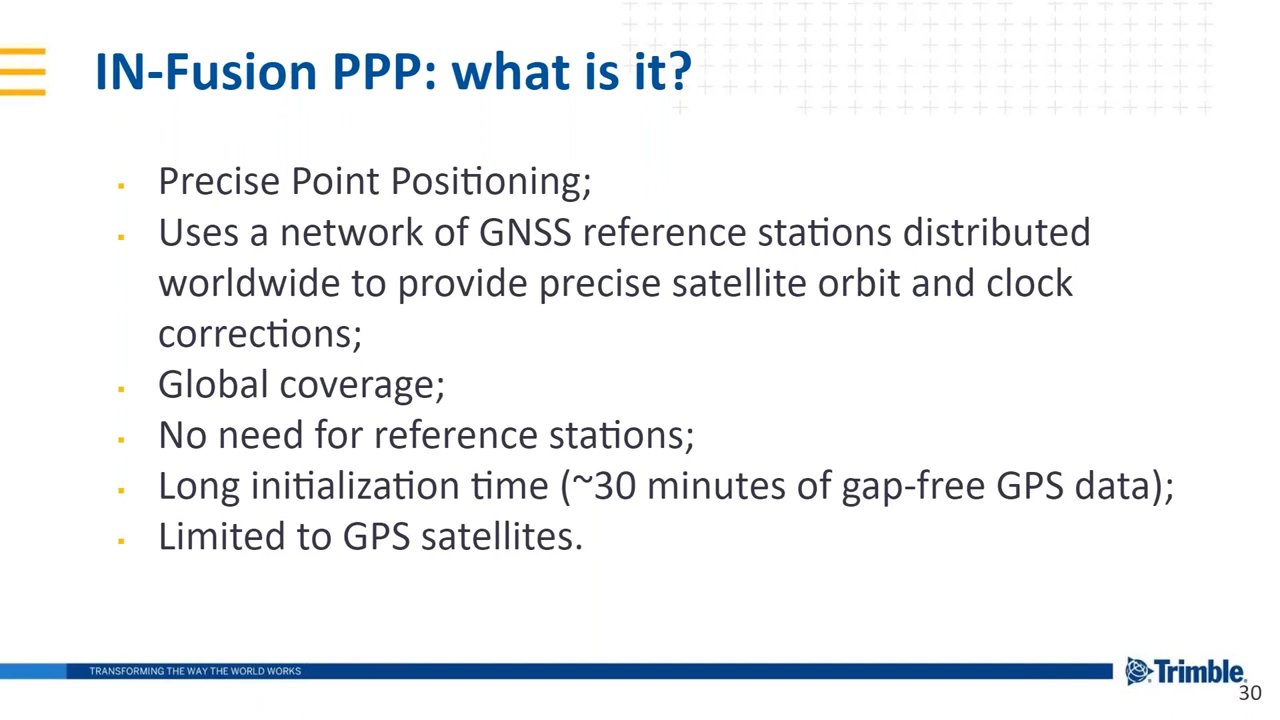 IN-Fusion PPP: what is it?
▪ Precise Point Positioning;
▪ Uses a network of GNSS reference stations distributed
worldwide to provide precise satellite orbit and clock
corrections;
▪ Global coverage;
▪ No need for reference stations;
▪ Long initialization time (~30 minutes of gap-free GPS data);
▪ Limited to GPS satellites.
TRANSFORMING THE WAY THE WORLD WORKS
Trimble
30